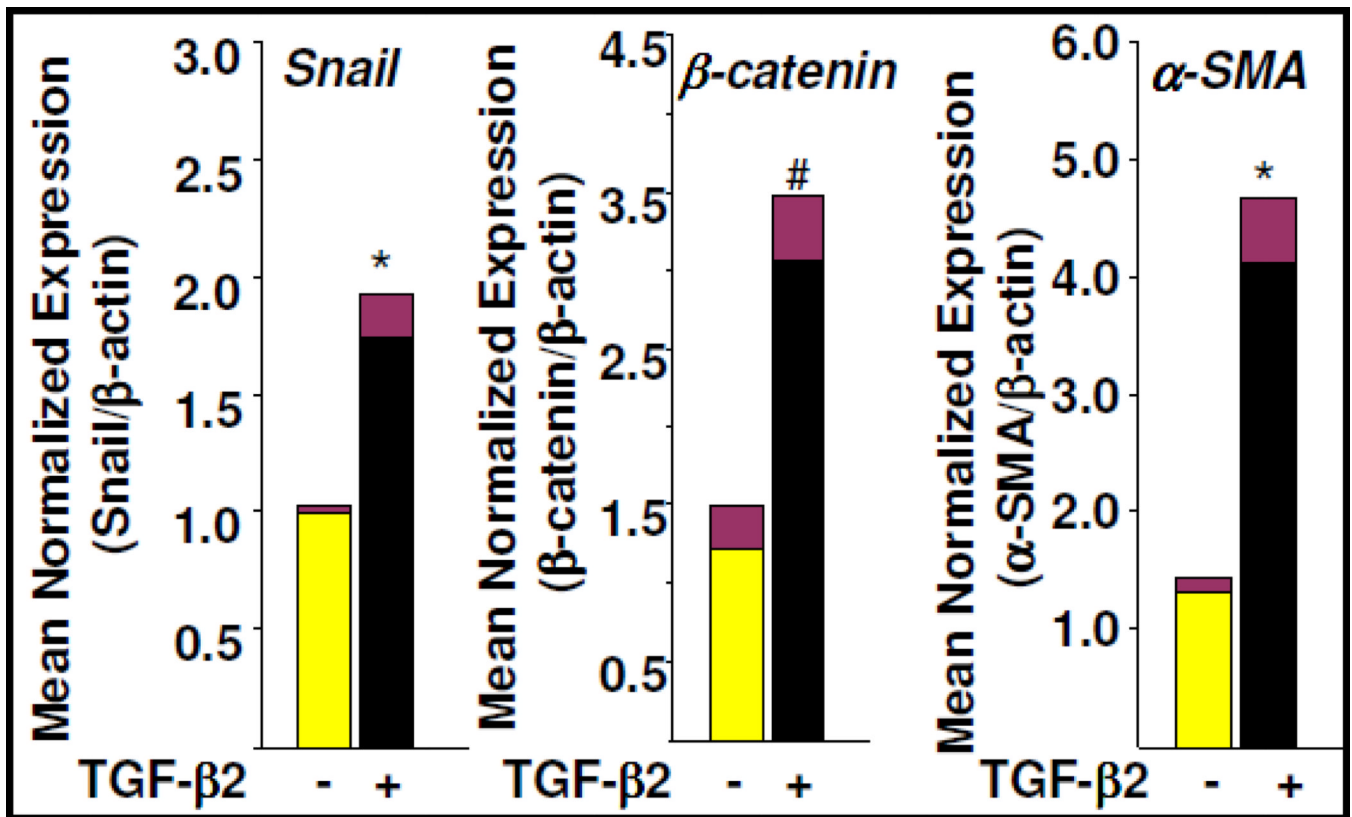 Mean Normalized Expression
(Snail/β-actin)
3.0
2.5
2.0
1.5
1.0
0.5
Snail
*
TGF-β2 - +
Mean Normalized Expression
(β-catenin/β-actin)
4.5
3.5
2.5
1.5
0.5
β-catenin
#
TGF-β2 - +
Mean Normalized Expression
(α-SMA/β-actin)
6.0
5.0
4.0
3.0
2.0
1.0
α-SMA
*
TGF-β2 - +